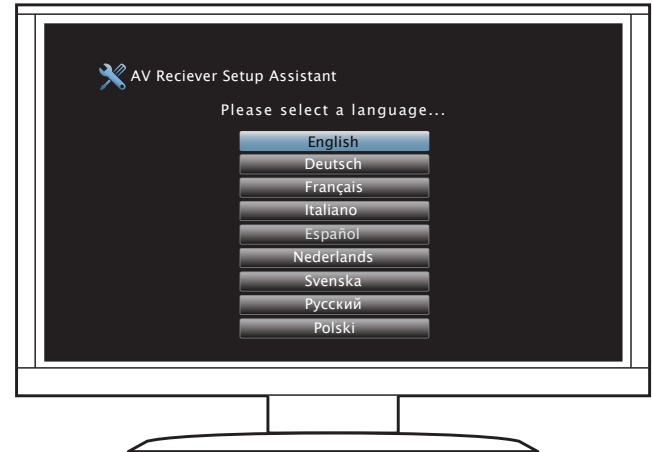 AV Reciever Setup Assistant
Please select a language...
English
Deutsch
Français
Italiano
Español
Nederlands
Svenska
Русский
Polski